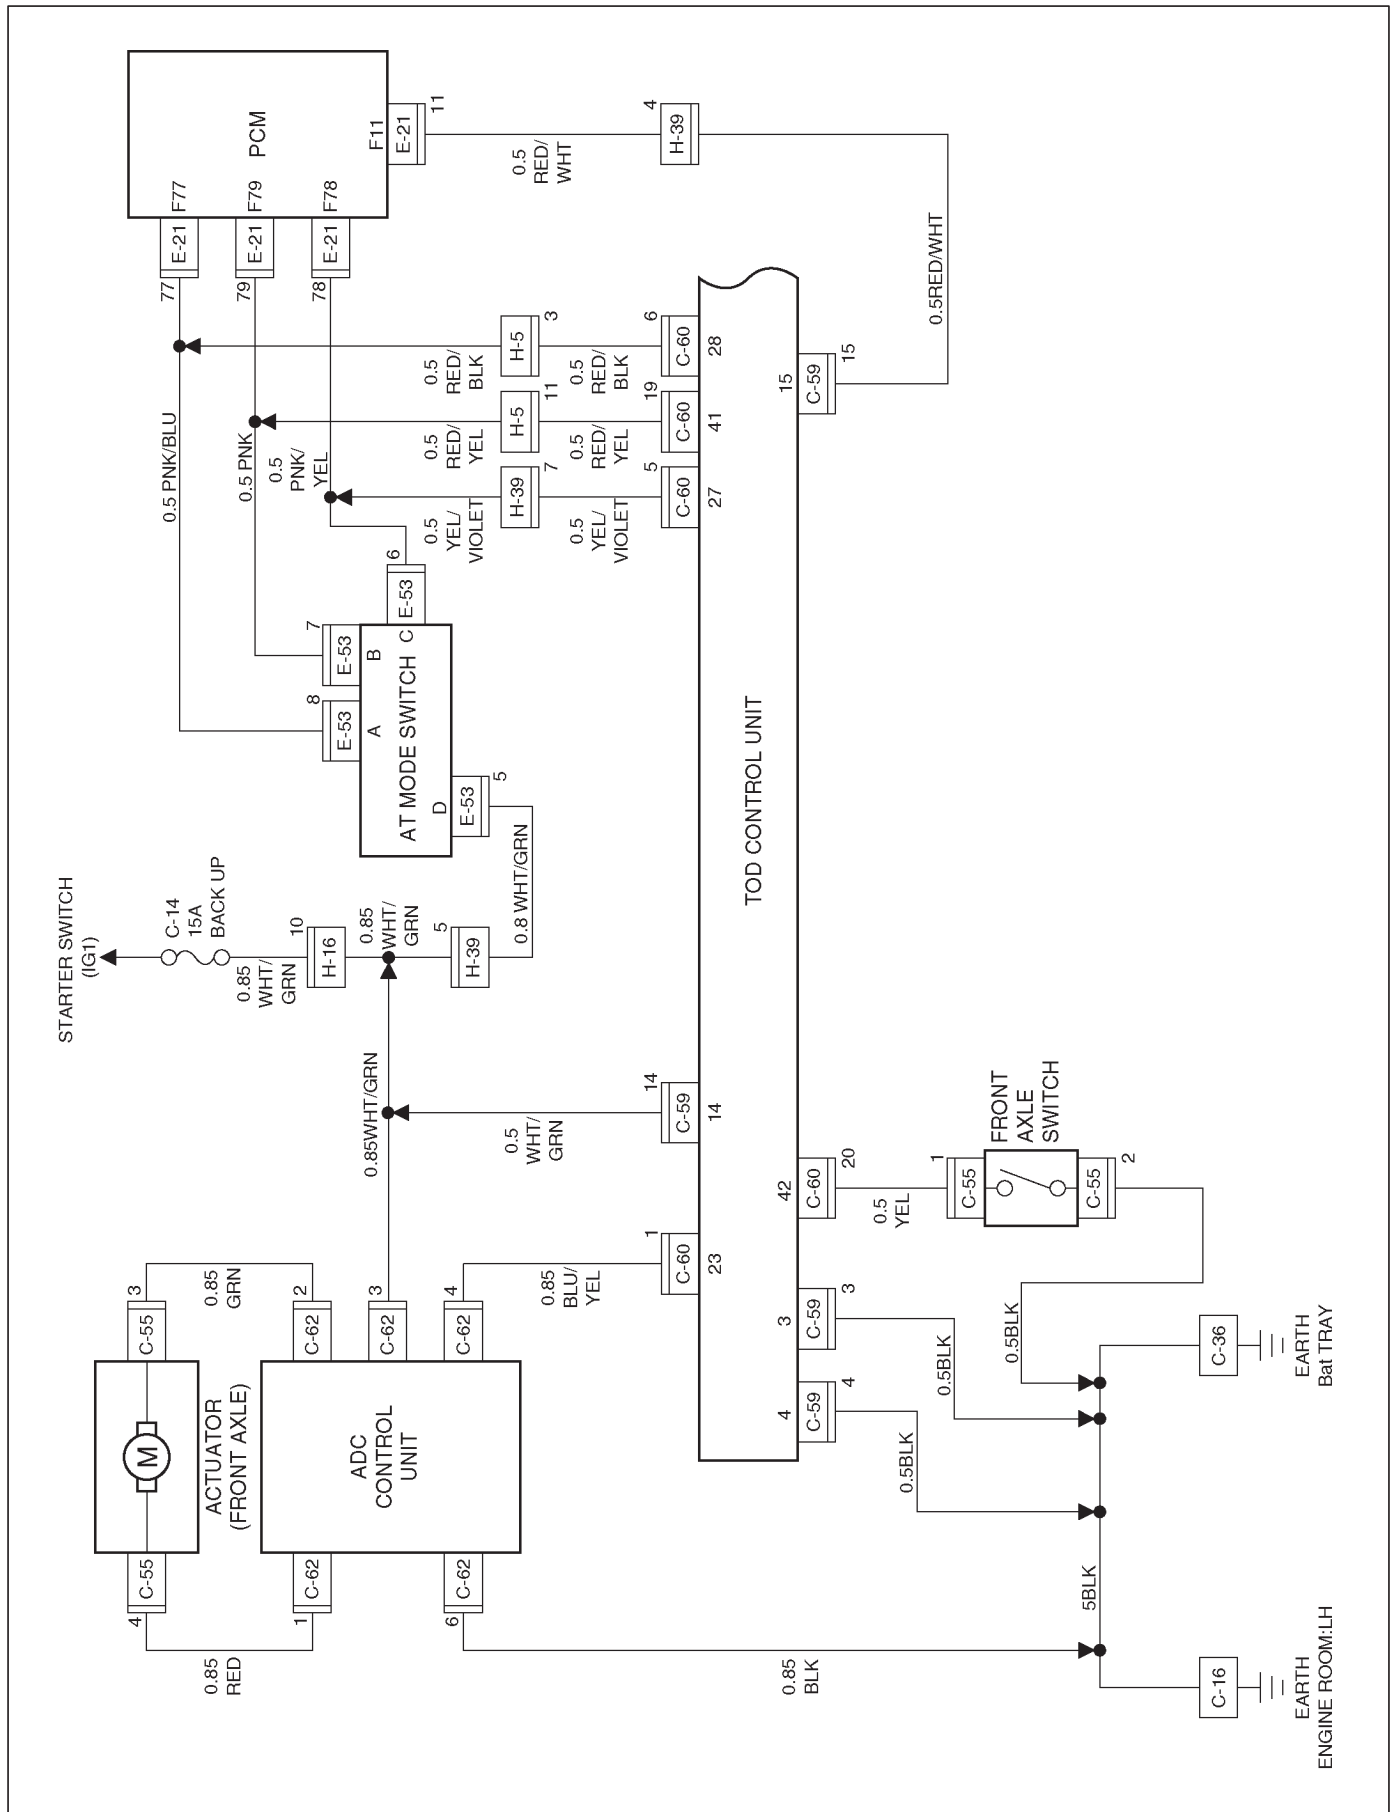 STARTER SWITCH
(IG1)
C-14
15A
BACK UP
0.85
WHT/
GRN
10
H-16
0.85
WHT/
GRN
5
H-39
0.8 WHT/GRN
0.85WHT/GRN
PCM
F77
F79
F78
F11
E-21
E-21
E-21
E-21
77
79
78
11
0.5
RED/
WHT
4
H-39
0.5RED/WHT
0.5 PNK/BLU
0.5 PNK
0.5
PNK/
YEL
0.5
RED/
BLK
H-5
3
0.5
RED/
BLK
6
C-60
28
0.5
RED/
YEL
H-5
11
0.5
RED/
YEL
19
C-60
41
0.5
YEL/
VIOLET
H-39
7
0.5
YEL/
VIOLET
5
C-60
27
AT MODE SWITCH
8
E-53
A
7
E-53
B
6
E-53
C
D
E-53
5
ACTUATOR
(FRONT AXLE)
M
4
C-55
3
C-55
0.85
RED
0.85
GRN
ADC
CONTROL
UNIT
1
C-62
6
C-62
2
C-62
3
C-62
4
C-62
0.85
BLU/
YEL
1
C-60
23
0.5
WHT/
GRN
14
C-59
14
TOD CONTROL UNIT
15
C-59
15
42
C-60
20
0.5
YEL
1
C-55
FRONT
AXLE
SWITCH
C-55
2
3
C-59
3
4
C-59
4
0.5BLK
0.5BLK
0.5BLK
5BLK
0.85
BLK
C-16
EARTH
ENGINE ROOM:LH
C-36
EARTH
Bat TRAY